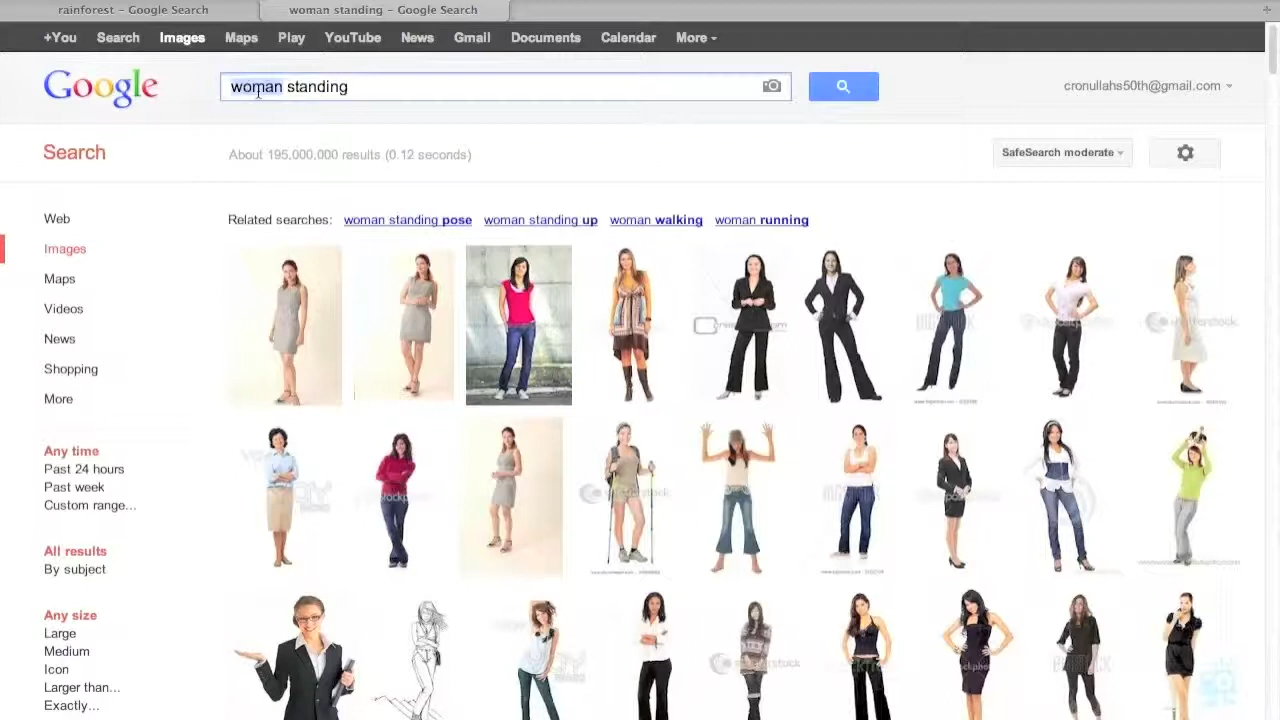 rainforest – Google Search
woman standing – Google Search
+You Search Images Maps Play YouTube News Gmail Documents Calendar More
Google
woman standing
cronullahs50th@gmail.com
Search
About 195,000,000 results (0.12 seconds)
SafeSearch moderate
Web
Images
Maps
Videos
News
Shopping
More
Any time
Past 24 hours
Past week
Custom range...
All results
By subject
Any size
Large
Medium
Icon
Larger than...
Exactly...
Related searches: woman standing pose woman standing up woman walking woman running